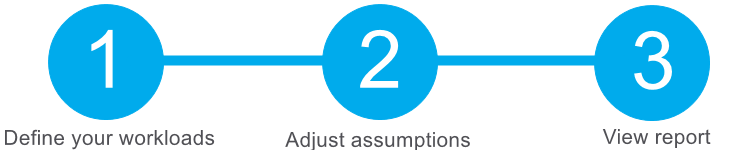 1
2
3
Define your workloads
Adjust assumptions
View report